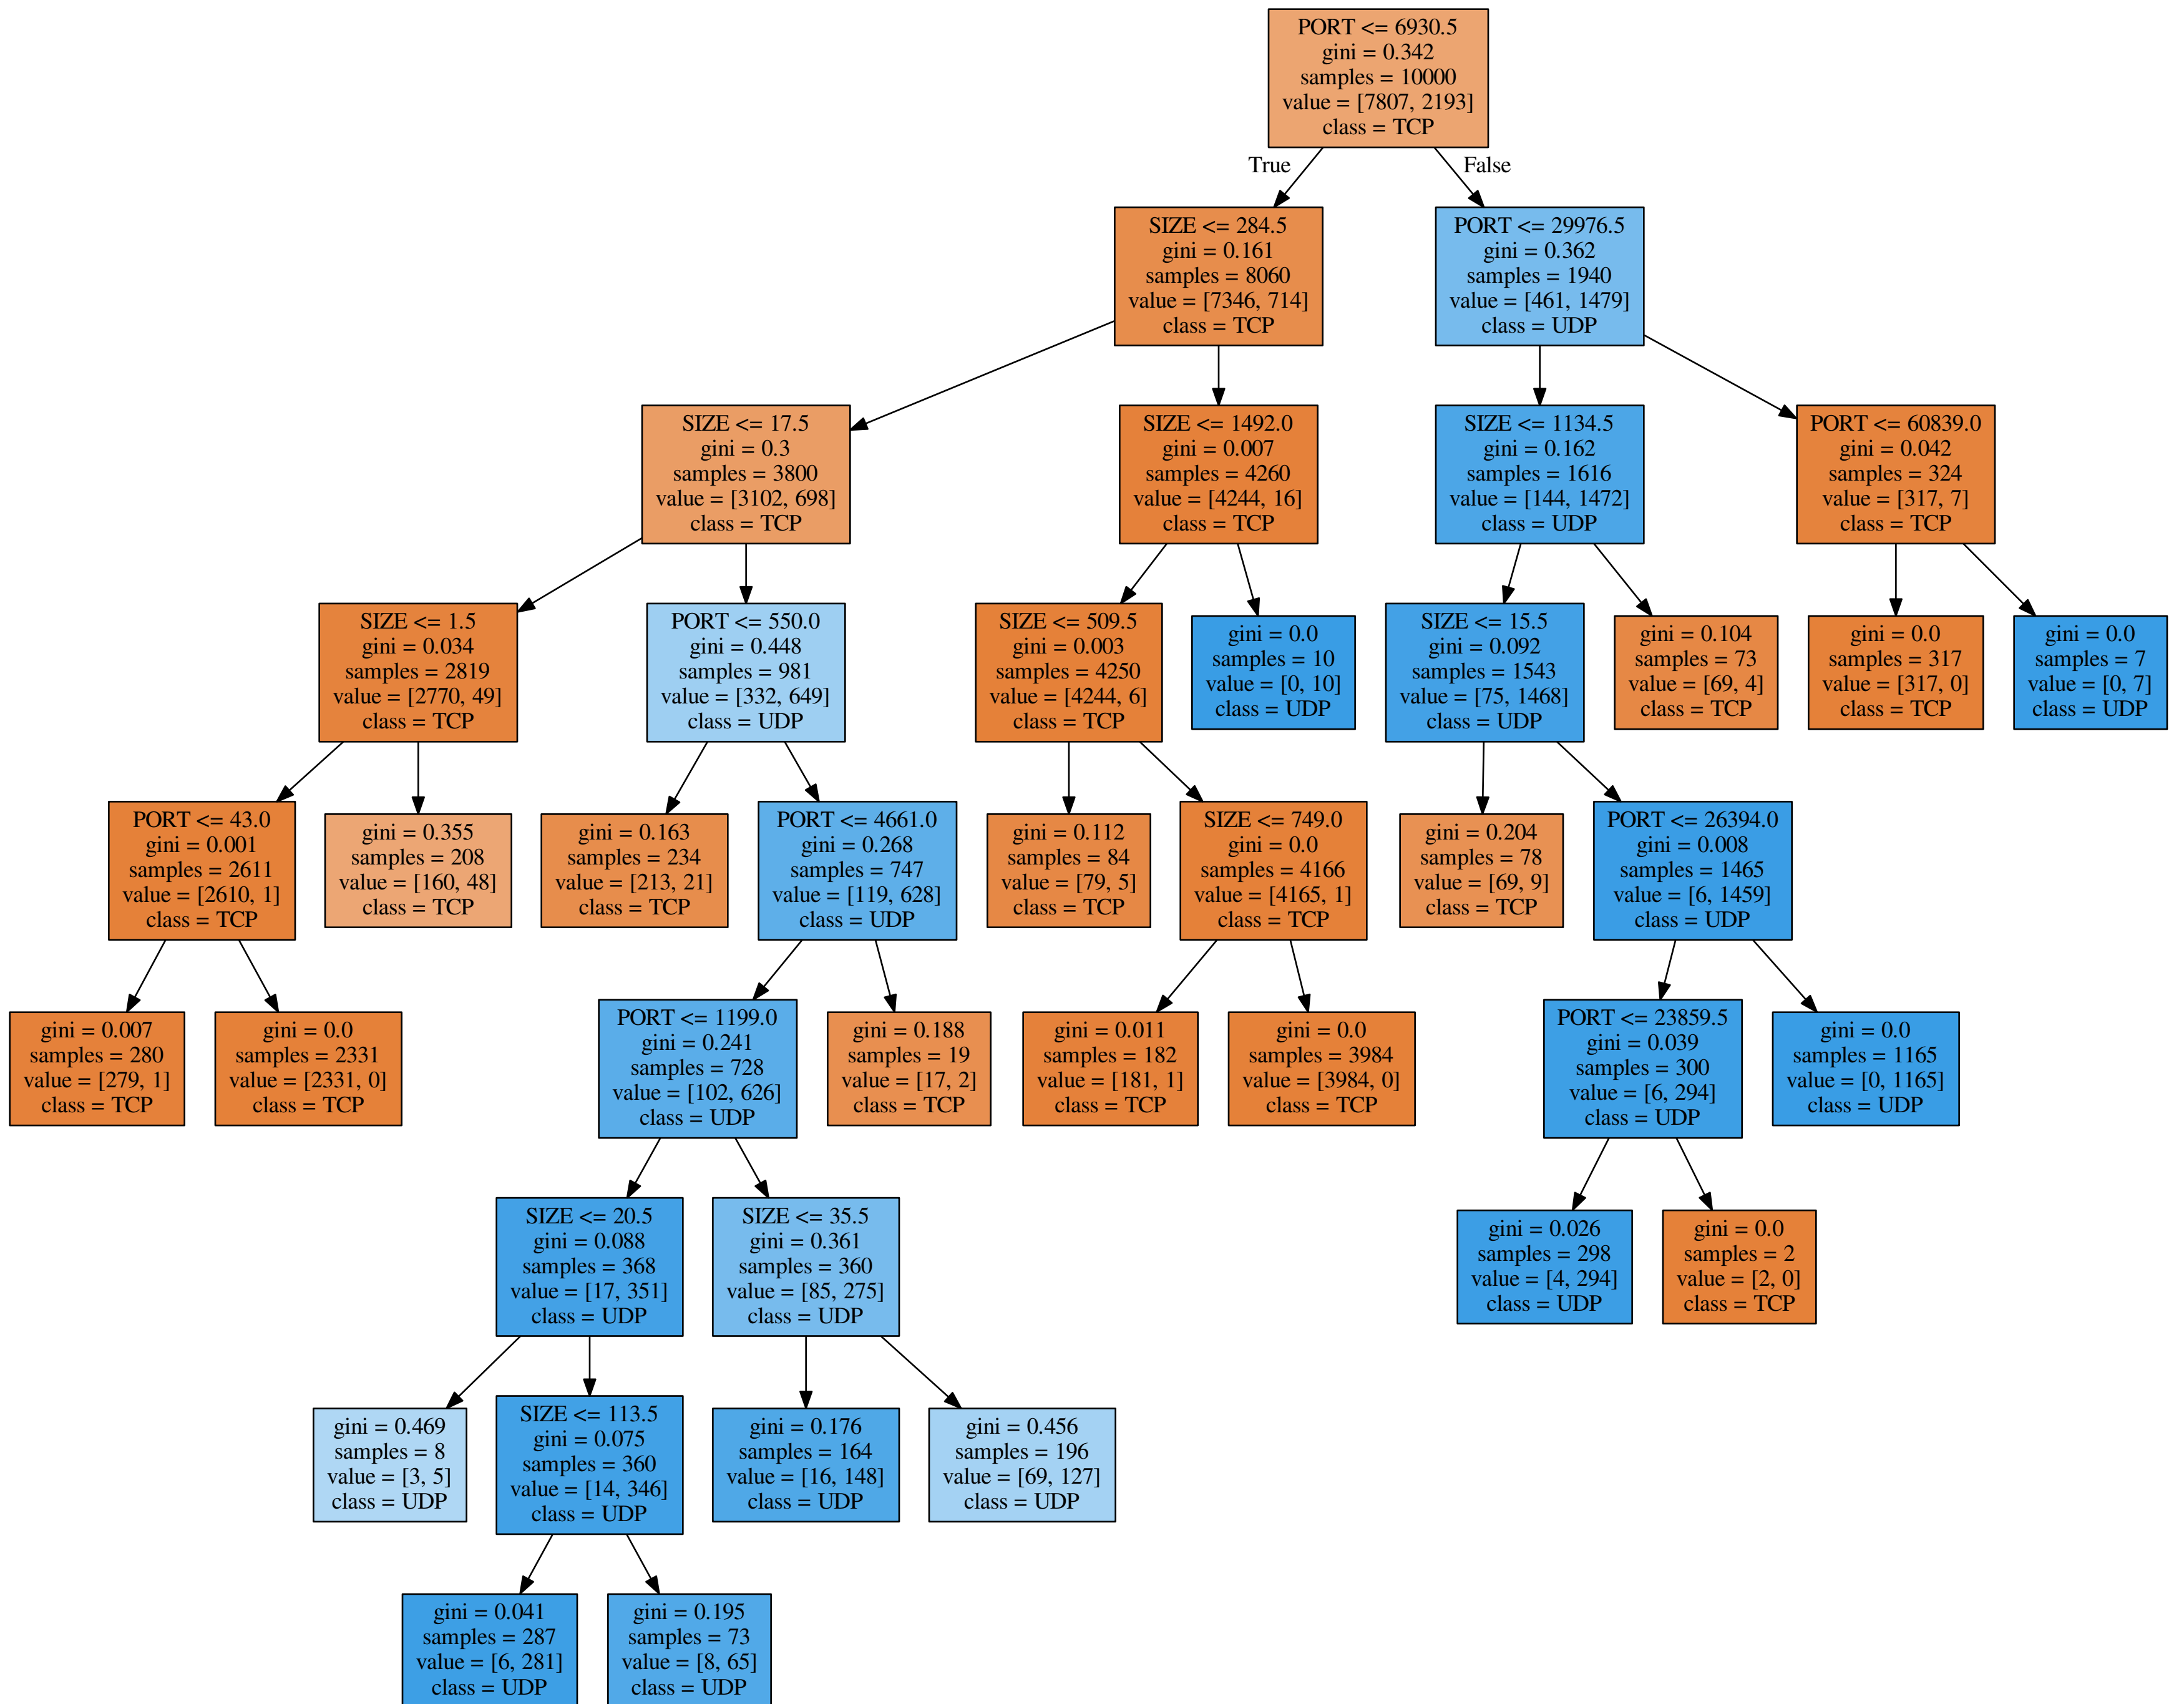 PORT <= 6930.5
gini = 0.342
samples = 10000
value = [7807, 2193]
class = TCP
True
False
SIZE <= 284.5
gini = 0.161
samples = 8060
value = [7346, 714]
class = TCP
PORT <= 29976.5
gini = 0.362
samples = 1940
value = [461, 1479]
class = UDP
SIZE <= 17.5
gini = 0.3
samples = 3800
value = [3102, 698]
class = TCP
SIZE <= 1492.0
gini = 0.007
samples = 4260
value = [4244, 16]
class = TCP
SIZE <= 1134.5
gini = 0.162
samples = 1616
value = [144, 1472]
class = UDP
PORT <= 60839.0
gini = 0.042
samples = 324
value = [317, 7]
class = TCP
SIZE <= 1.5
gini = 0.034
samples = 2819
value = [2770, 49]
class = TCP
PORT <= 550.0
gini = 0.448
samples = 981
value = [332, 649]
class = UDP
SIZE <= 509.5
gini = 0.003
samples = 4250
value = [4244, 6]
class = TCP
gini = 0.0
samples = 10
value = [0, 10]
class = UDP
SIZE <= 15.5
gini = 0.092
samples = 1543
value = [75, 1468]
class = UDP
gini = 0.104
samples = 73
value = [69, 4]
class = TCP
gini = 0.0
samples = 317
value = [317, 0]
class = TCP
gini = 0.0
samples = 7
value = [0, 7]
class = UDP
PORT <= 43.0
gini = 0.001
samples = 2611
value = [2610, 1]
class = TCP
gini = 0.355
samples = 208
value = [160, 48]
class = TCP
gini = 0.163
samples = 234
value = [213, 21]
class = TCP
PORT <= 4661.0
gini = 0.268
samples = 747
value = [119, 628]
class = UDP
gini = 0.112
samples = 84
value = [79, 5]
class = TCP
SIZE <= 749.0
gini = 0.0
samples = 4166
value = [4165, 1]
class = TCP
gini = 0.204
samples = 78
value = [69, 9]
class = TCP
PORT <= 26394.0
gini = 0.008
samples = 1465
value = [6, 1459]
class = UDP
gini = 0.007
samples = 280
value = [279, 1]
class = TCP
gini = 0.0
samples = 2331
value = [2331, 0]
class = TCP
PORT <= 1199.0
gini = 0.241
samples = 728
value = [102, 626]
class = UDP
gini = 0.188
samples = 19
value = [17, 2]
class = TCP
gini = 0.011
samples = 182
value = [181, 1]
class = TCP
gini = 0.0
samples = 3984
value = [3984, 0]
class = TCP
PORT <= 23859.5
gini = 0.039
samples = 300
value = [6, 294]
class = UDP
gini = 0.0
samples = 1165
value = [0, 1165]
class = UDP
SIZE <= 20.5
gini = 0.088
samples = 368
value = [17, 351]
class = UDP
SIZE <= 35.5
gini = 0.361
samples = 360
value = [85, 275]
class = UDP
gini = 0.026
samples = 298
value = [4, 294]
class = UDP
gini = 0.0
samples = 2
value = [2, 0]
class = TCP
gini = 0.469
samples = 8
value = [3, 5]
class = UDP
SIZE <= 113.5
gini = 0.075
samples = 360
value = [14, 346]
class = UDP
gini = 0.176
samples = 164
value = [16, 148]
class = UDP
gini = 0.456
samples = 196
value = [69, 127]
class = UDP
gini = 0.041
samples = 287
value = [6, 281]
class = UDP
gini = 0.195
samples = 73
value = [8, 65]
class = UDP